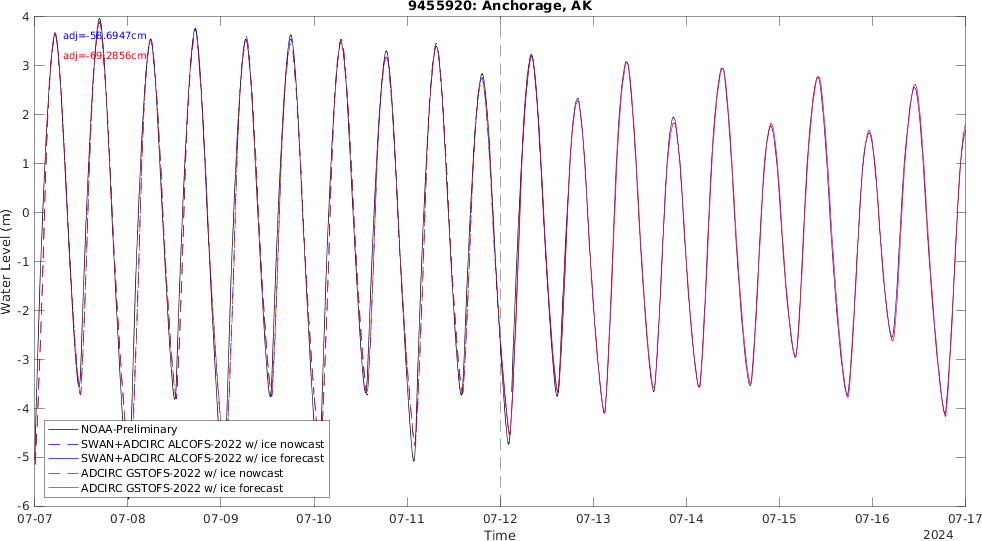 9455920: Anchorage, AK
adj=-58.6947cm
adj=-69.2856cm
4
3
2
1
0
-1
-2
-3
-4
-5
-6
Water Level (m)
NOAA-Preliminary
SWAN+ADCIRC ALCOFS-2022 w/ ice nowcast
SWAN+ADCIRC ALCOFS-2022 w/ ice forecast
ADCIRC GSTOFS-2022 w/ ice nowcast
ADCIRC GSTOFS-2022 w/ ice forecast
07-07 07-08 07-09 07-10 07-11 07-12 07-13 07-14 07-15 07-16 07-17
Time
2024